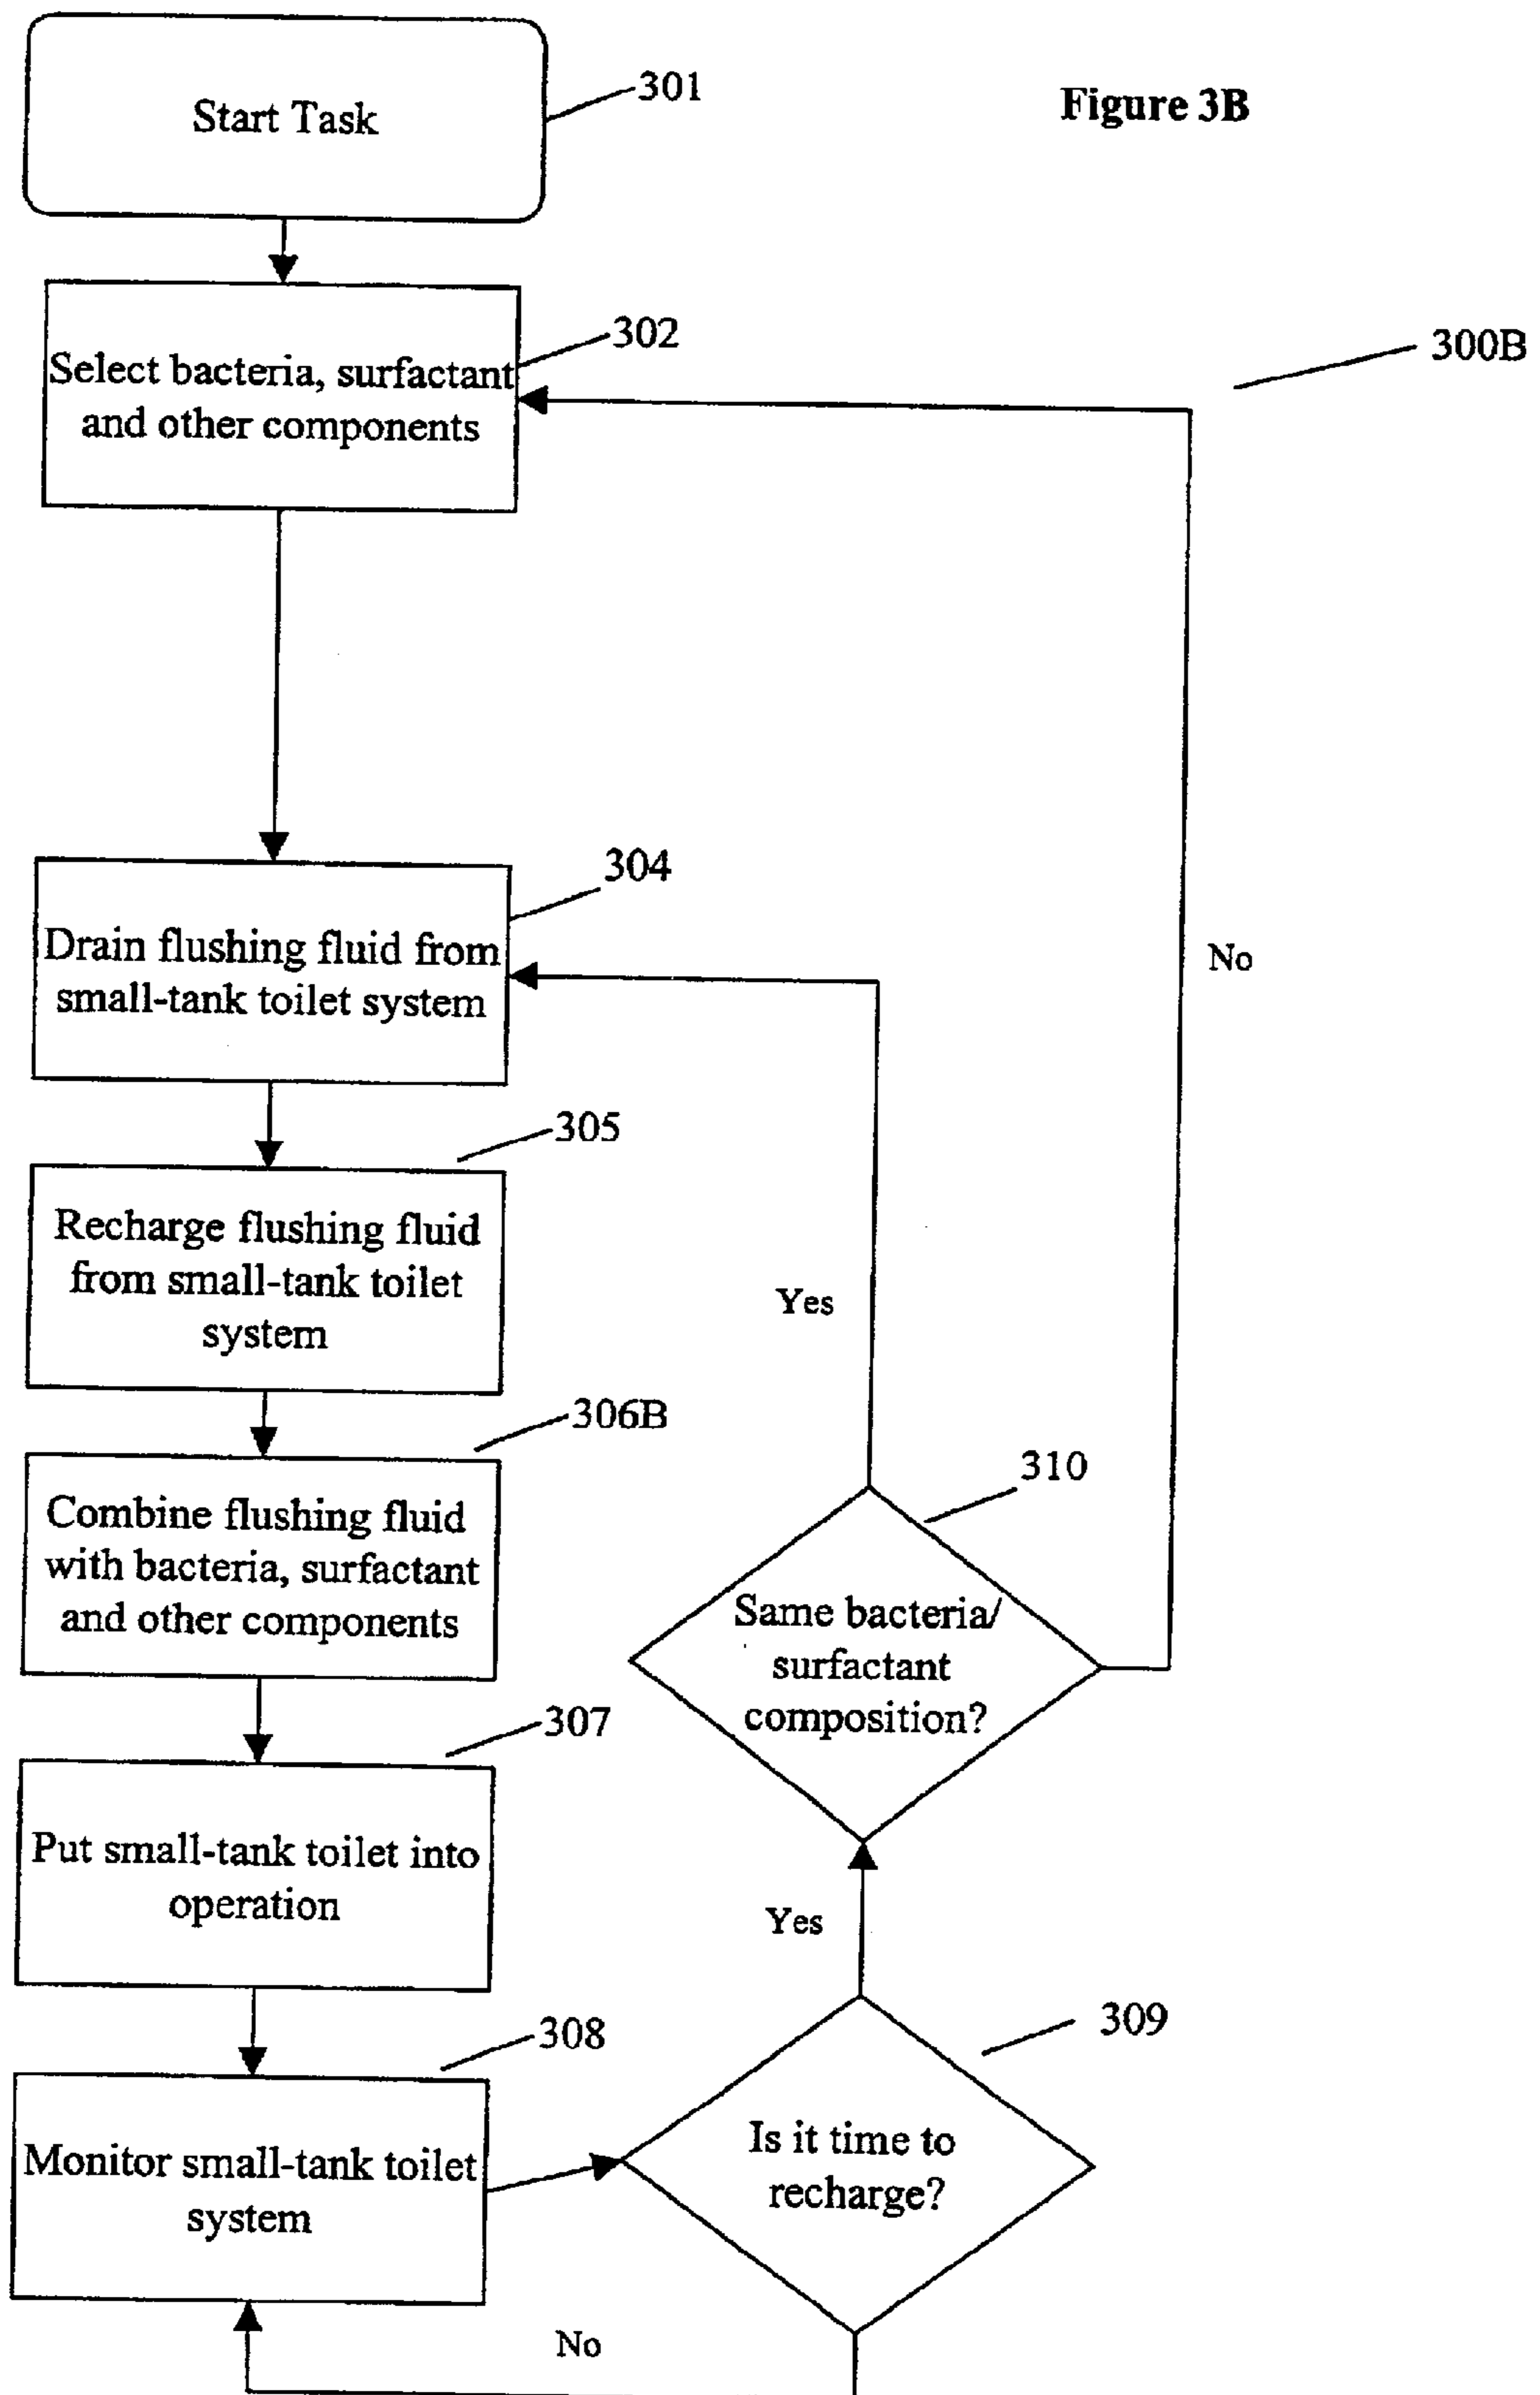 Start Task
301
Figure 3B
302
Select bacteria, surfactant
and other components
300B
304
Drain flushing fluid from
small-tank toilet system
No
305
Recharge flushing fluid
from small-tank toilet
system
Yes
306B
Combine flushing fluid
with bacteria, surfactant
and other components
310
Same bacteria/
surfactant
composition?
307
Put small-tank toilet into
operation
Yes
308
Monitor small-tank toilet
system
309
Is it time to
recharge?
No